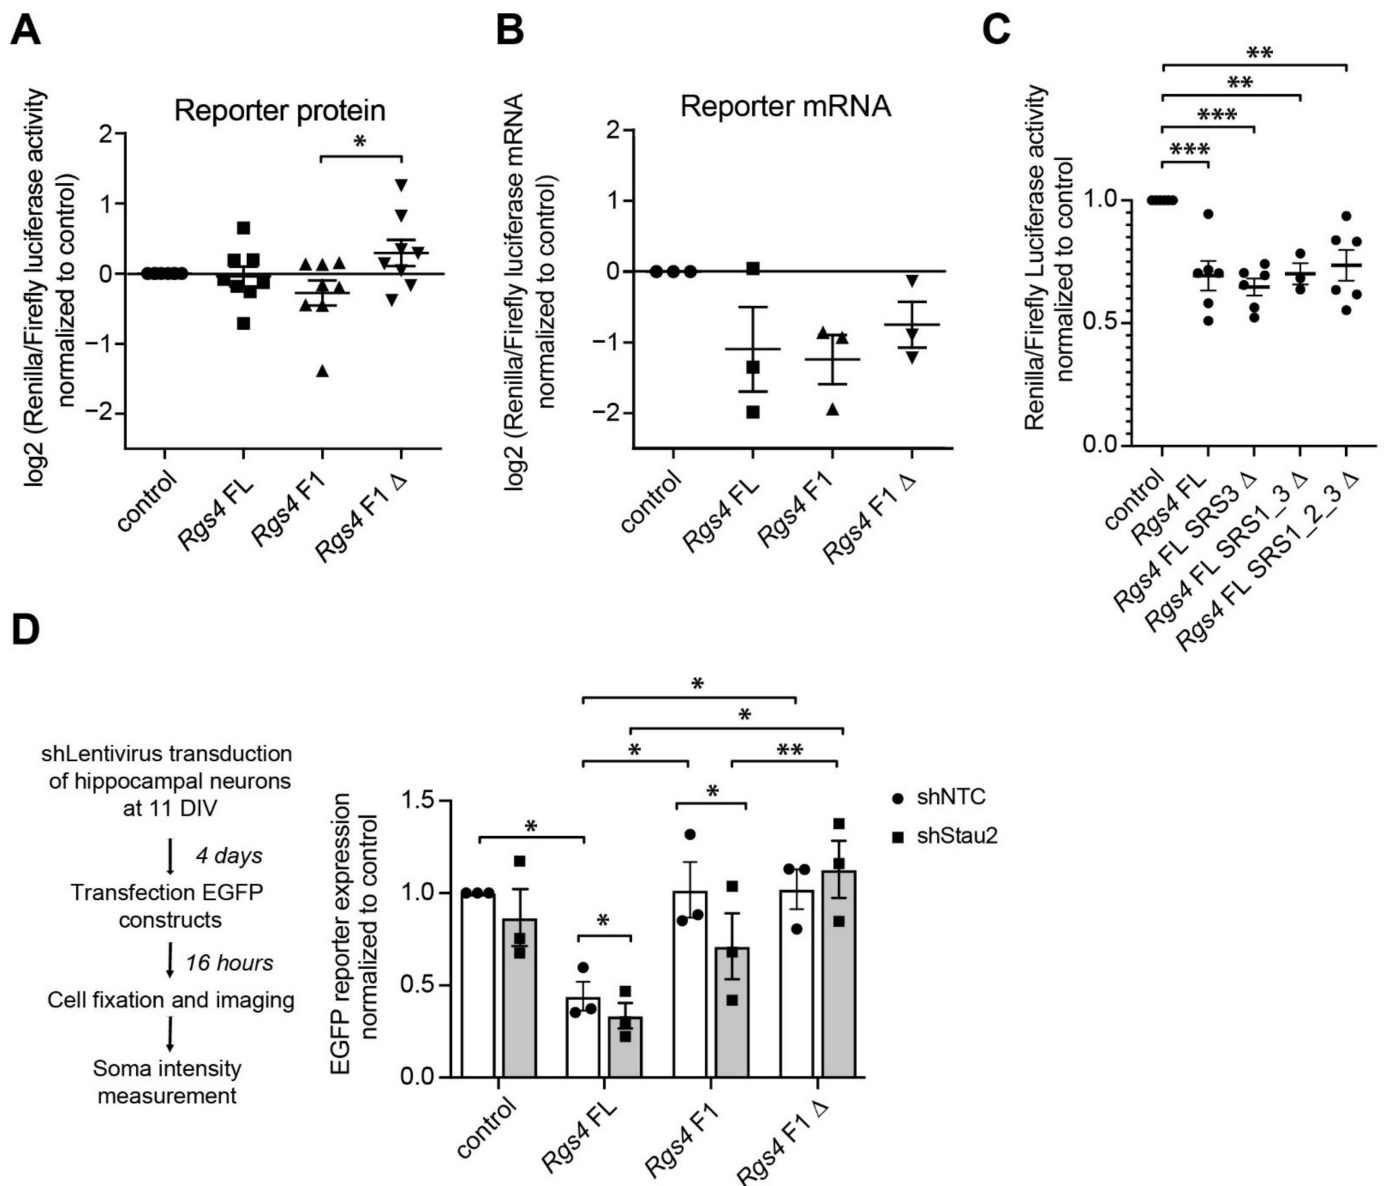 A
Reporter protein
log2 (Renilla/Firefly luciferase activity
normalized to control)
2
1
0
−1
−2
*
control
Rgs4 FL
Rgs4 F1
Rgs4 F1 Δ
B
Reporter mRNA
log2 (Renilla/Firefly luciferase mRNA
normalized to control)
2
1
0
−1
−2
control
Rgs4 FL
Rgs4 F1
Rgs4 F1 Δ
C
Renilla/Firefly Luciferase activity
normalized to control
**
**
***
***
1.0
0.5
0.0
control
Rgs4 FL
Rgs4 FL SRS3 Δ
Rgs4 FL SRS1_3 Δ
Rgs4 FL SRS1_2_3 Δ
D
shLentivirus transduction
of hippocampal neurons
at 11 DIV
4 days
Transfection EGFP
constructs
16 hours
Cell fixation and imaging
Soma intensity
measurement
EGFP reporter expression
normalized to control
1.5
1.0
0.5
0.0
*
*
*
**
*
*
*
shNTC
shStau2
control
Rgs4 FL
Rgs4 F1
Rgs4 F1 Δ